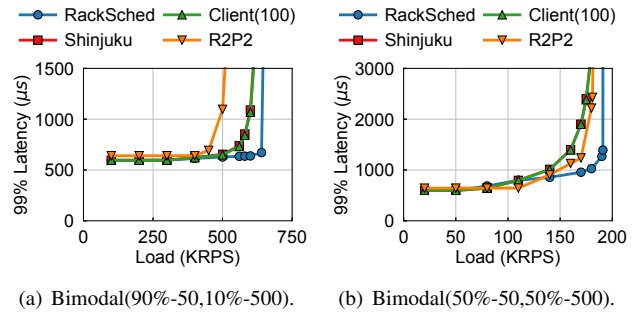 RackSched Client(100)
Shinjuku R2P2
RackSched Client(100)
Shinjuku R2P2
1500
1000
500
0
99% Latency (µs)
0 250 500 750
Load (KRPS)
3000
2000
1000
0
99% Latency (µs)
0 50 100 150 200
Load (KRPS)
(a) Bimodal(90%-50,10%-500).
(b) Bimodal(50%-50,50%-500).